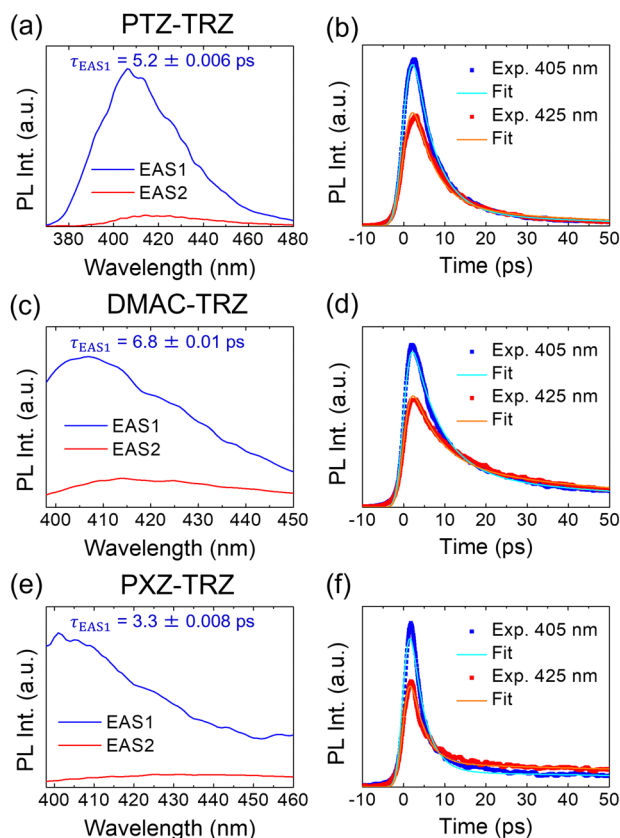 (a) PTZ-TRZ
τEAS1 = 5.2 ± 0.006 ps
PL Int. (a.u.)
EAS1
EAS2
380 400 420 440 460 480
Wavelength (nm)
(b)
PL Int. (a.u.)
Exp. 405 nm
Fit
Exp. 425 nm
Fit
-10 0 10 20 30 40 50
Time (ps)
(c) DMAC-TRZ
τEAS1 = 6.8 ± 0.01 ps
PL Int. (a.u.)
EAS1
EAS2
400 410 420 430 440 450
Wavelength (nm)
(d)
PL Int. (a.u.)
Exp. 405 nm
Fit
Exp. 425 nm
Fit
-10 0 10 20 30 40 50
Time (ps)
(e) PXZ-TRZ
τEAS1 = 3.3 ± 0.008 ps
PL Int. (a.u.)
EAS1
EAS2
400 410 420 430 440 450 460
Wavelength (nm)
(f)
PL Int. (a.u.)
Exp. 405 nm
Fit
Exp. 425 nm
Fit
-10 0 10 20 30 40 50
Time (ps)